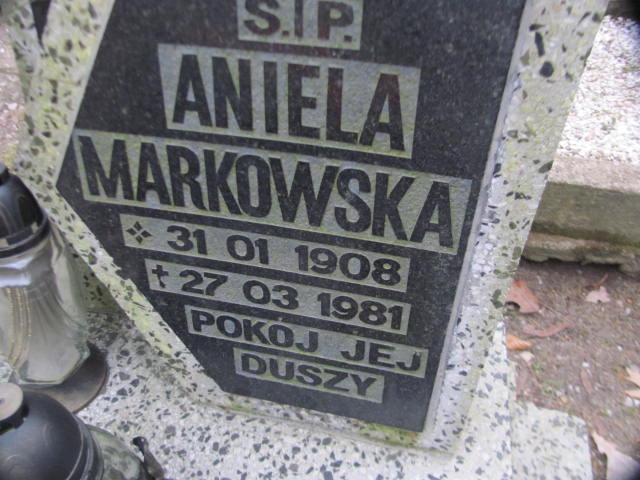 Ś.†P.
ANIELA
MARKOWSKA
31 01 1908
† 27 03 1981
POKÓJ JEJ
DUSZY